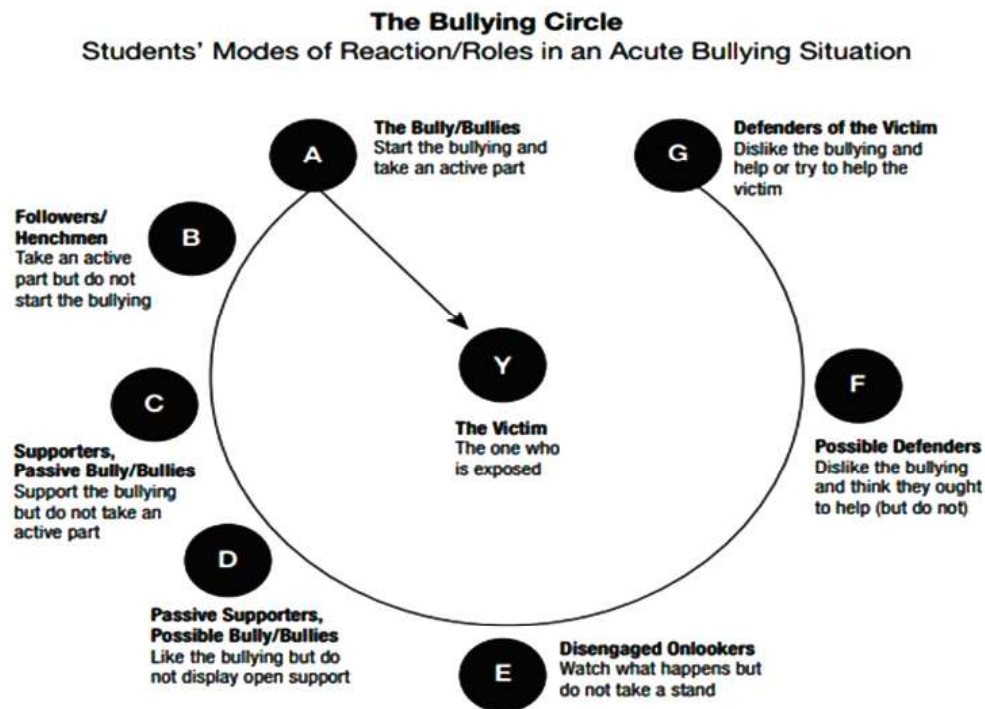 The Bullying Circle
Students' Modes of Reaction/Roles in an Acute Bullying Situation
A
The Bully/Bullies
Start the bullying and
take an active part
G
Defenders of the Victim
Dislike the bullying and
help or try to help the
victim
Followers/
Henchmen
Take an active
part but do not
start the bullying
B
Y
The Victim
The one who
is exposed
C
Supporters,
Passive Bully/Bullies
Support the bullying
but do not take an
active part
F
Possible Defenders
Dislike the bullying
and think they ought
to help (but do not)
D
Passive Supporters,
Possible Bully/Bullies
Like the bullying but do
not display open support
E
Disengaged Onlookers
Watch what happens but
do not take a stand